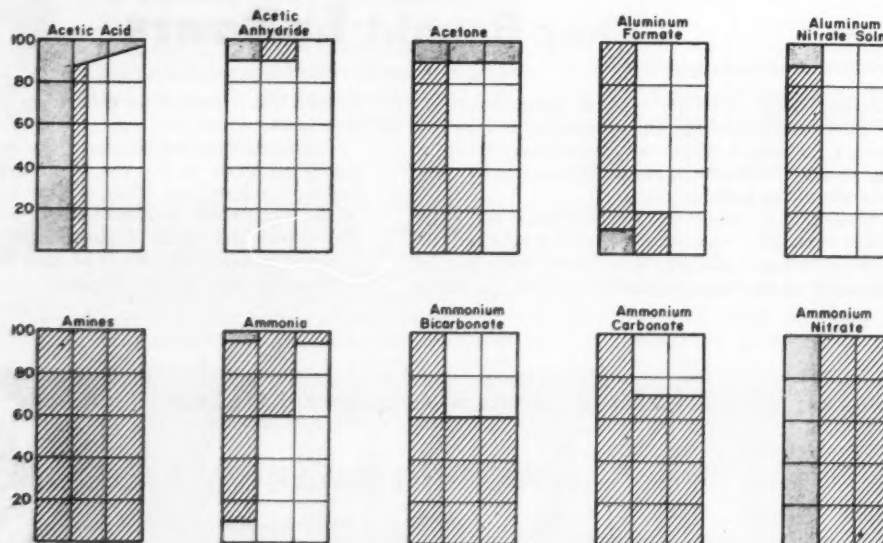 Acetic Acid
Acetic
Anhydride
Acetone
Aluminum
Formate
Aluminum
Nitrate Soln
100
80
60
40
20
Amines
Ammonia
Ammonium
Bicarbonate
Ammonium
Carbonate
Ammonium
Nitrate
100
80
60
40
20